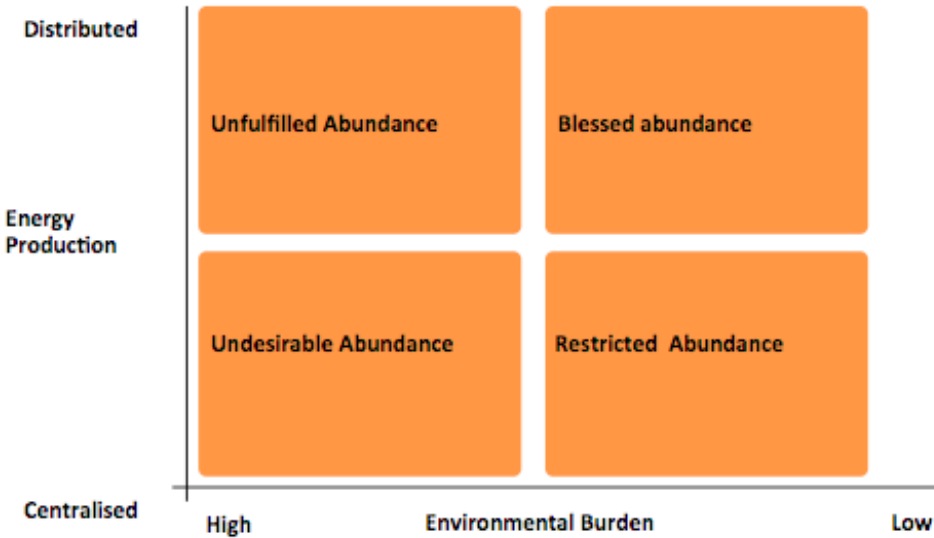 Distributed
Unfulfilled Abundance
Blessed abundance
Energy
Production
Undesirable Abundance
Restricted Abundance
Centralised
High
Environmental Burden
Low